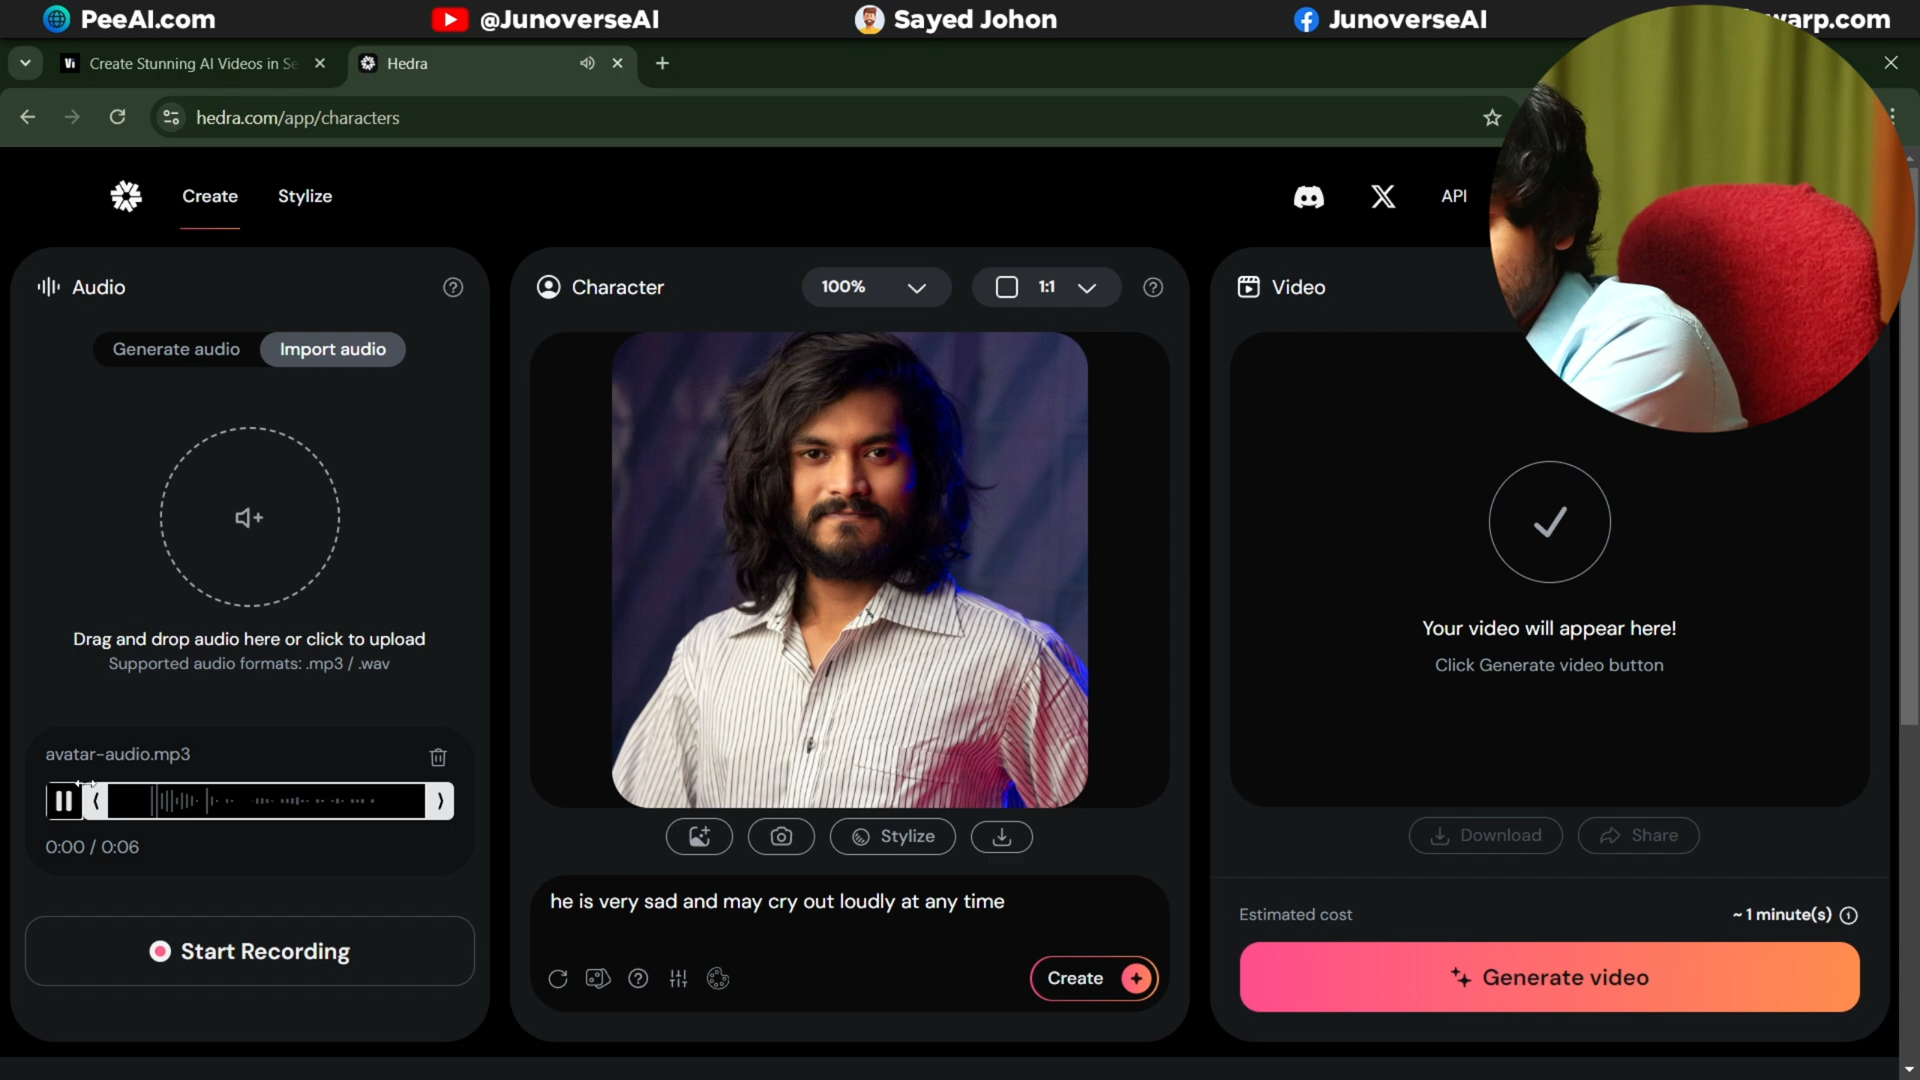 PeeAI.com
@JunoverseAI
Sayed Johon
JunoverseAI
warp.com
Create Stunning AI Videos in Se
Hedra
hedra.com/app/characters
Create
Stylize
API
Audio
Generate audio
Import audio
Drag and drop audio here or click to upload
Supported audio formats: .mp3 / .wav
avatar-audio.mp3
0:00 / 0:06
Start Recording
Character
100%
1:1
Stylize
he is very sad and may cry out loudly at any time
Create
Video
Your video will appear here!
Click Generate video button
Download
Share
Estimated cost
~ 1 minute(s)
Generate video